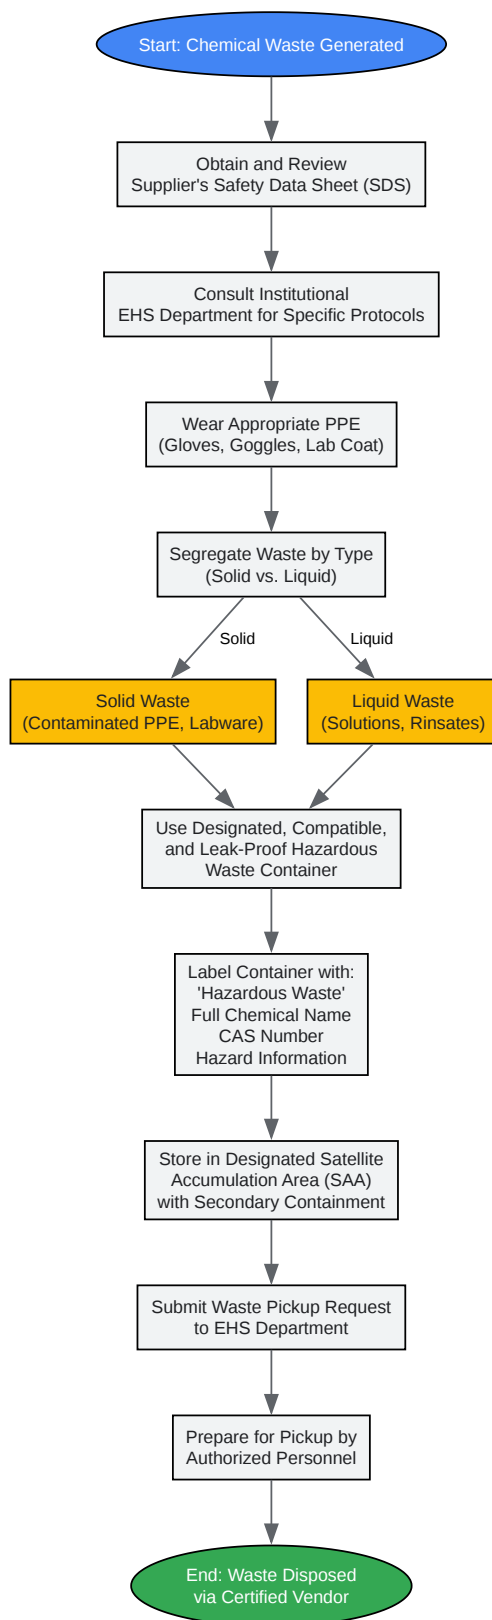 Start: Chemical Waste Generated
Obtain and Review
Supplier's Safety Data Sheet (SDS)
Consult Institutional
EHS Department for Specific Protocols
Wear Appropriate PPE
(Gloves, Goggles, Lab Coat)
Segregate Waste by Type
(Solid vs. Liquid)
Solid
Liquid
Solid Waste
(Contaminated PPE, Labware)
Liquid Waste
(Solutions, Rinsates)
Use Designated, Compatible,
and Leak-Proof Hazardous
Waste Container
Label Container with:
'Hazardous Waste'
Full Chemical Name
CAS Number
Hazard Information
Store in Designated Satellite
Accumulation Area (SAA)
with Secondary Containment
Submit Waste Pickup Request
to EHS Department
Prepare for Pickup by
Authorized Personnel
End: Waste Disposed
via Certified Vendor